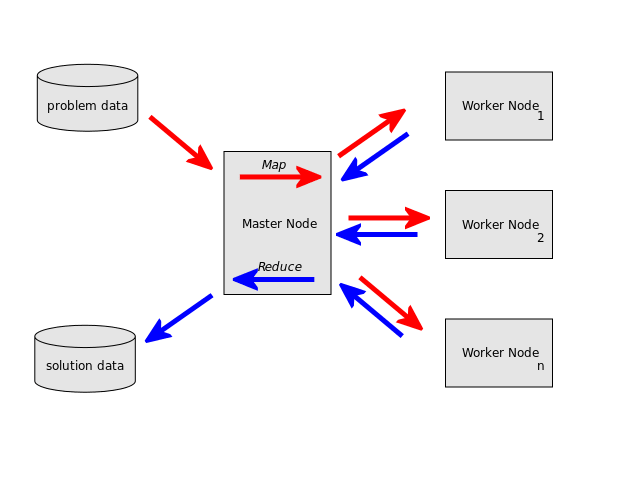 problem data
Map
Master Node
Reduce
solution data
Worker Node
1
Worker Node
2
Worker Node
n